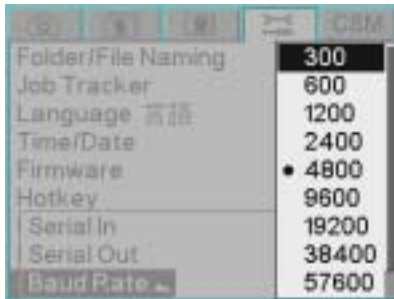 CSM
Folder/File Naming
Job Tracker
Language 言語
Time/Date
Firmware
Hotkey
Serial In
Serial Out
Baud Rate
300
600
1200
2400
• 4800
9600
19200
38400
57600